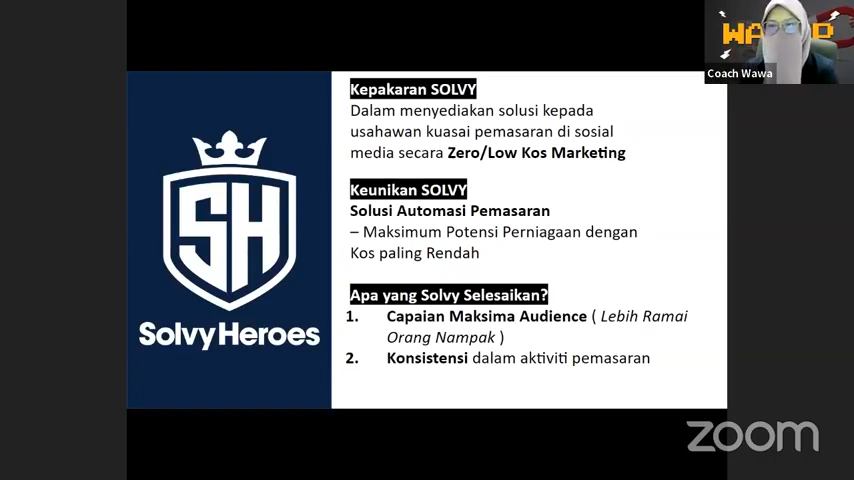 Coach Wawa
SH
SolvyHeroes
Kepakaran SOLVY
Dalam menyediakan solusi kepada
usahawan kuasai pemasaran di sosial
media secara Zero/Low Kos Marketing
Keunikan SOLVY
Solusi Automasi Pemasaran
– Maksimum Potensi Perniagaan dengan
Kos paling Rendah
Apa yang Solvy Selesaikan?
1. Capaian Maksima Audience ( Lebih Ramai
Orang Nampak )
2. Konsistensi dalam aktiviti pemasaran
zoom